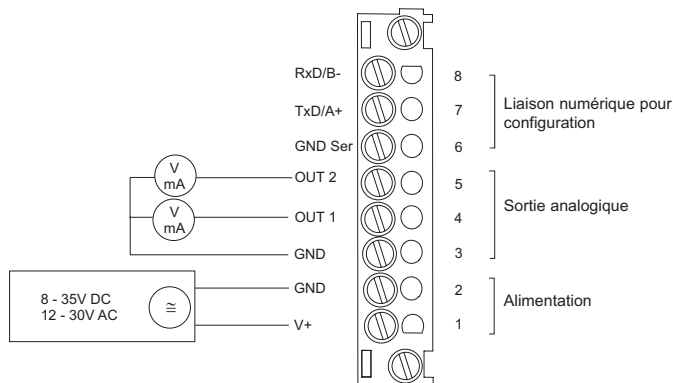 RxD/B-
8
TxD/A+
7
Liaison numérique pour
configuration
GND Ser
6
V
mA
OUT 2
5
V
mA
OUT 1
4
Sortie analogique
GND
3
GND
2
8 - 35V DC
12 - 30V AC
≅
Alimentation
V+
1